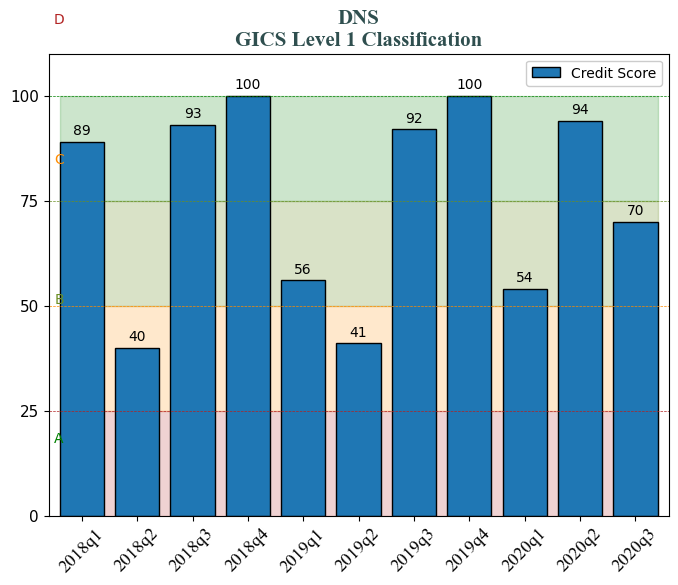 D
DNS
GICS Level 1 Classification
Credit Score
100
75
50
25
0
C
B
A
89
40
93
100
56
41
92
100
54
94
70
2018q1
2018q2
2018q3
2018q4
2019q1
2019q2
2019q3
2019q4
2020q1
2020q2
2020q3